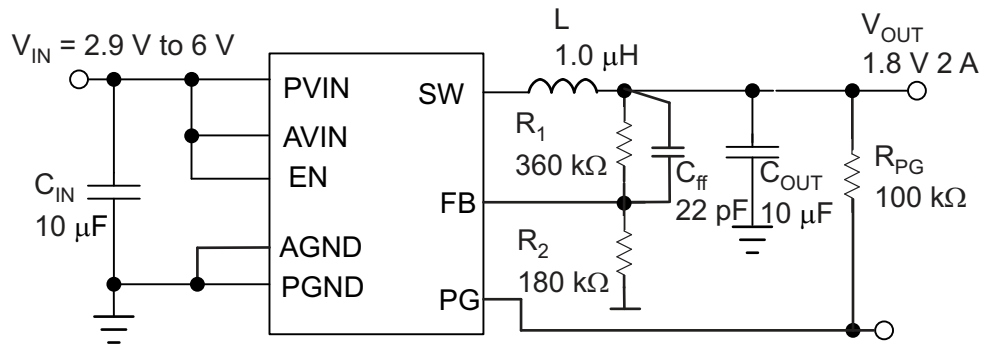 V_IN = 2.9 V to 6 V
L
1.0 μH
V_OUT
1.8 V 2 A
PVIN
SW
AVIN
EN
FB
AGND
PGND
PG
C_IN
10 μF
R_1
360 kΩ
C_ff
22 pF
C_OUT
10 μF
R_PG
100 kΩ
R_2
180 kΩ